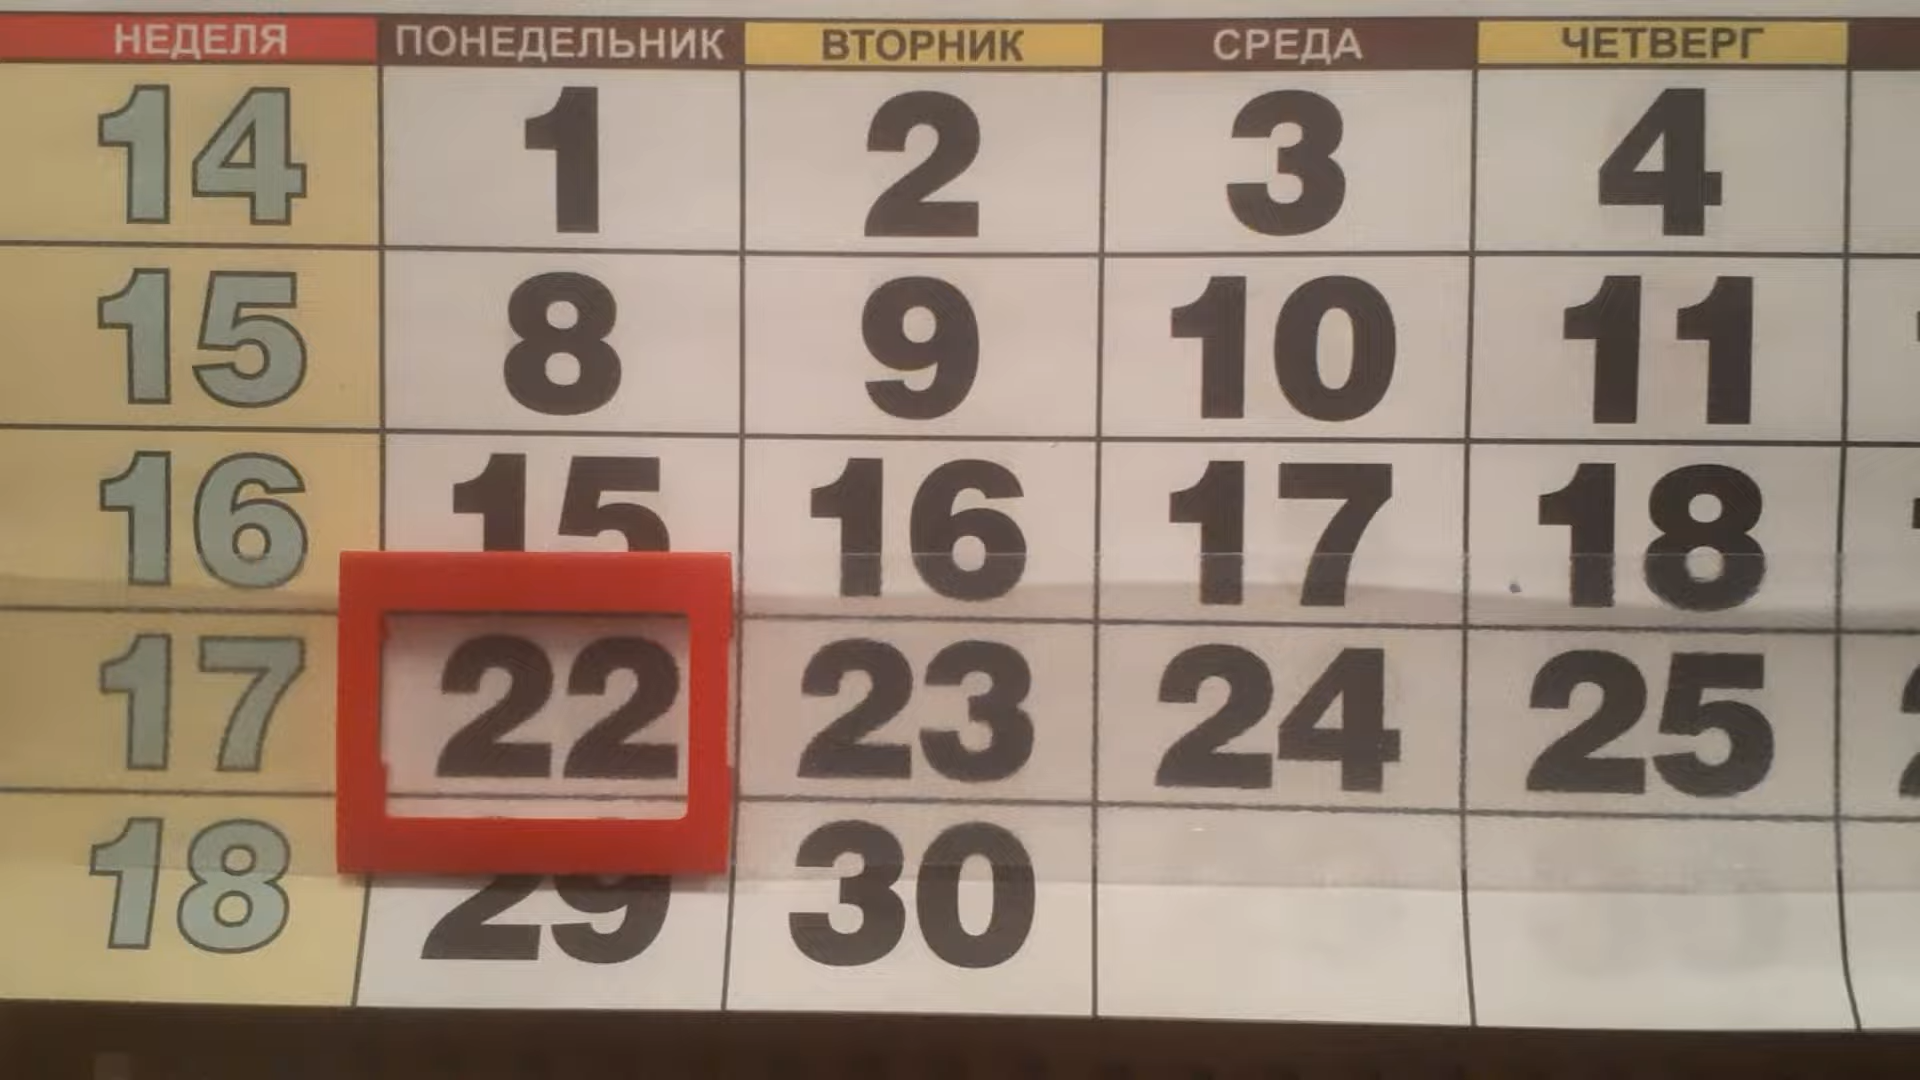 НЕДЕЛЯ ПОНЕДЕЛЬНИК ВТОРНИК СРЕДА ЧЕТВЕРГ
14 1 2 3 4
15 8 9 10 11
16 15 16 17 18
17 22 23 24 25
18 29 30